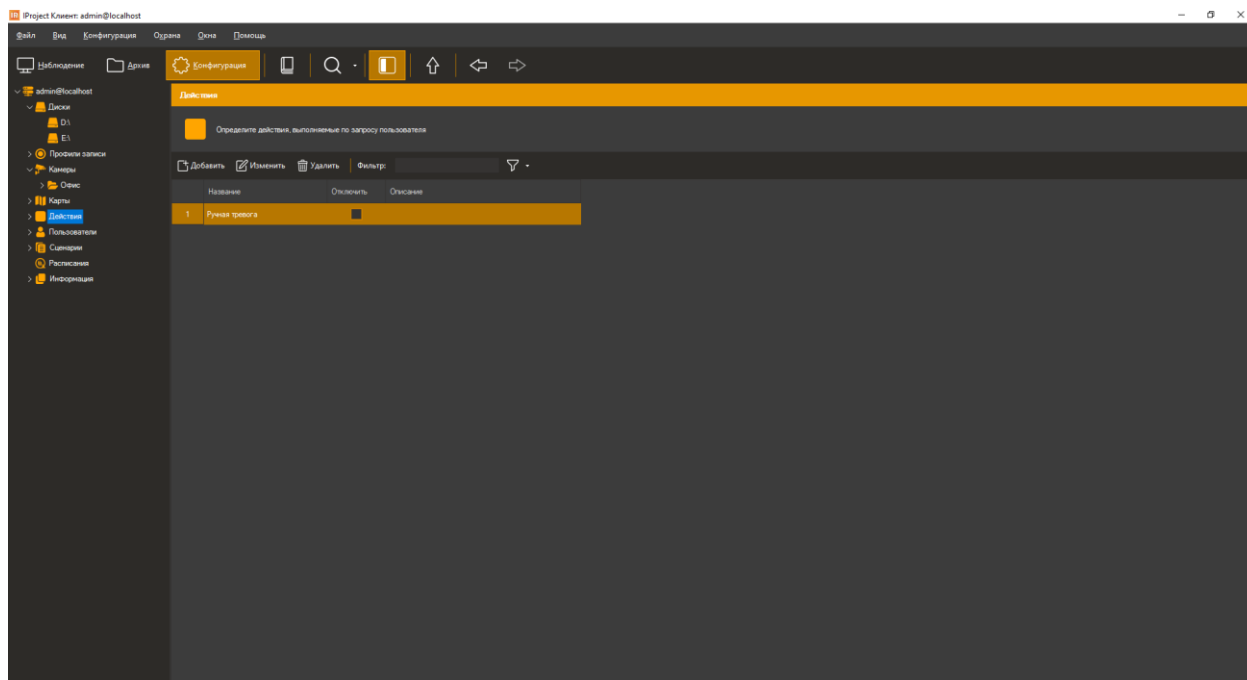 IProject Клиент: admin@localhost
Файл Вид Конфигурация Охрана Окна Помощь
Наблюдение Архив Конфигурация
admin@localhost
Диски
D:\
E:\
Профили записи
Камеры
Офис
Карты
Действия
Пользователи
Сценарии
Расписания
Информация
Действия
Определите действия, выполняемые по запросу пользователя
Добавить Изменить Удалить Фильтр:
Название Отключить Описание
1 Ручная тревога